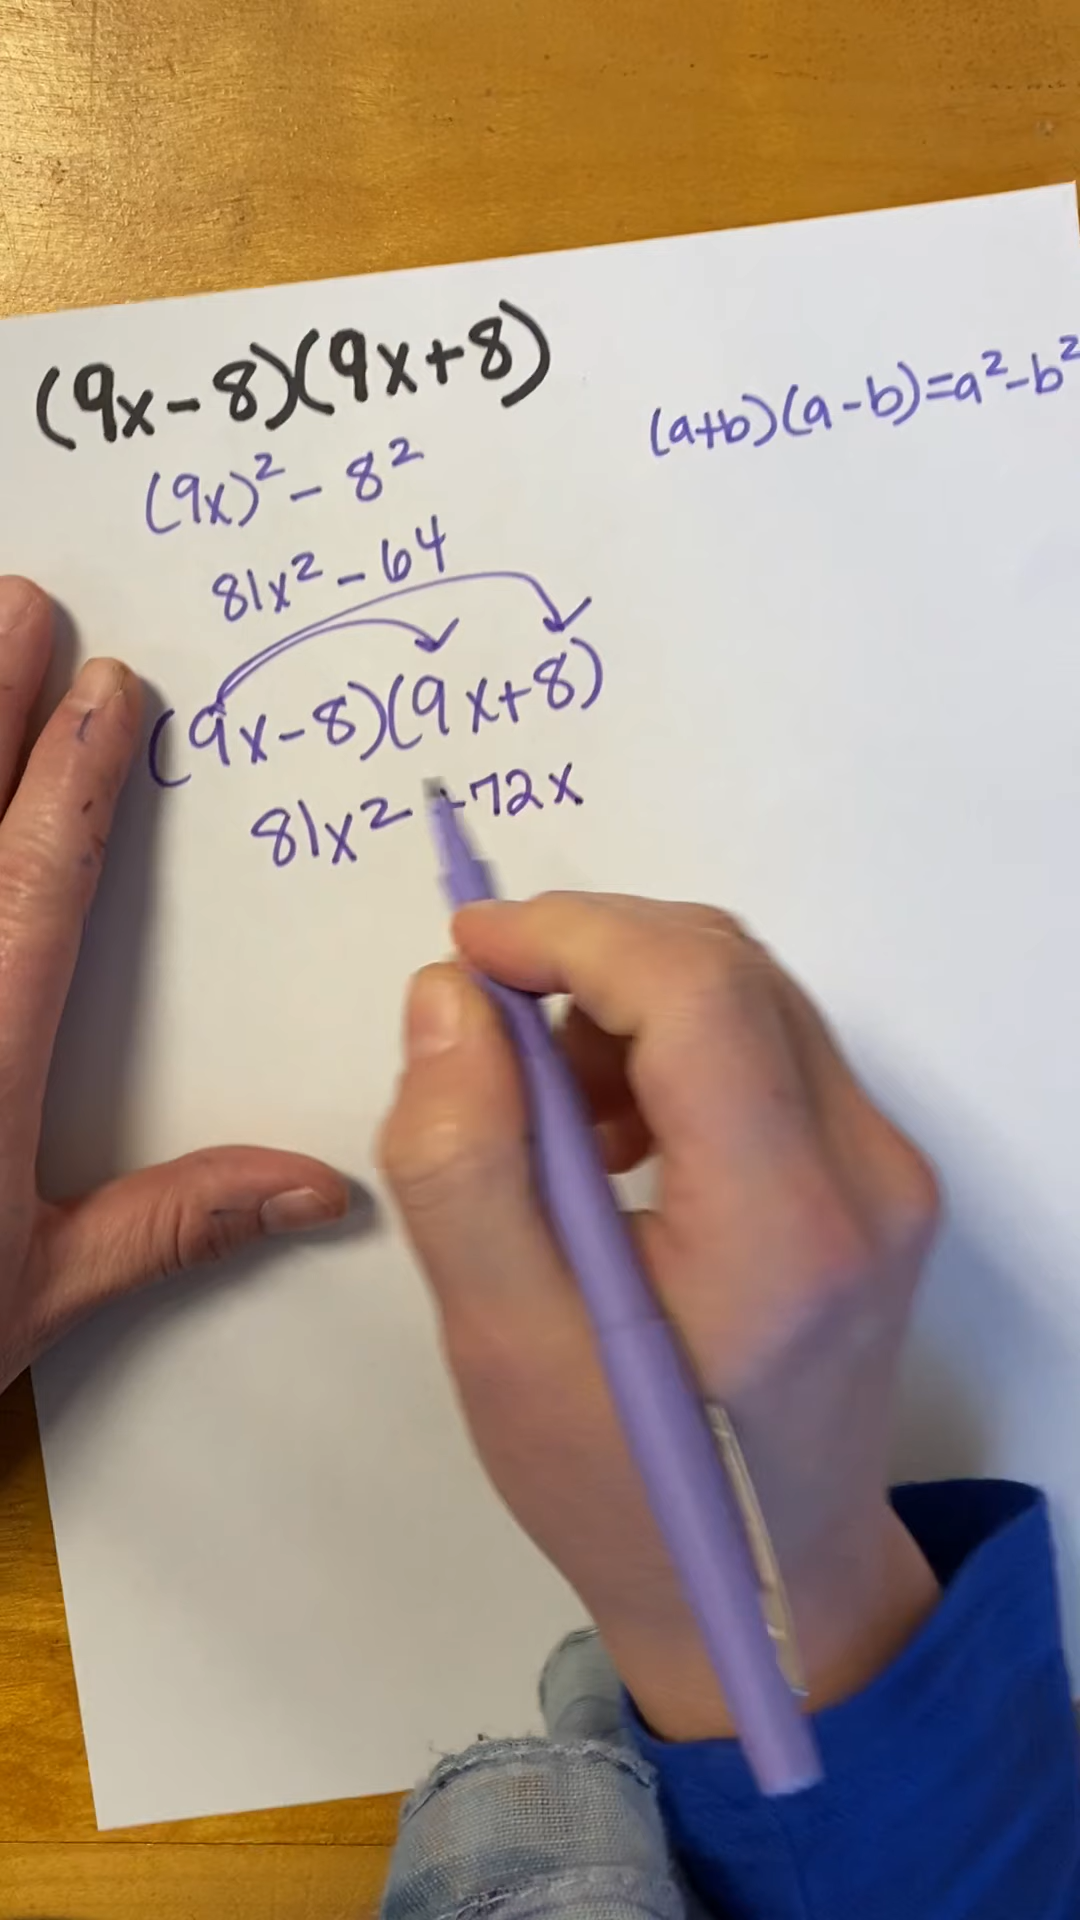 (9x-8)(9x+8)
(a+b)(a-b)=a²-b²
(9x)² - 8²
81x² - 64
(9x-8)(9x+8)
81x² +72x